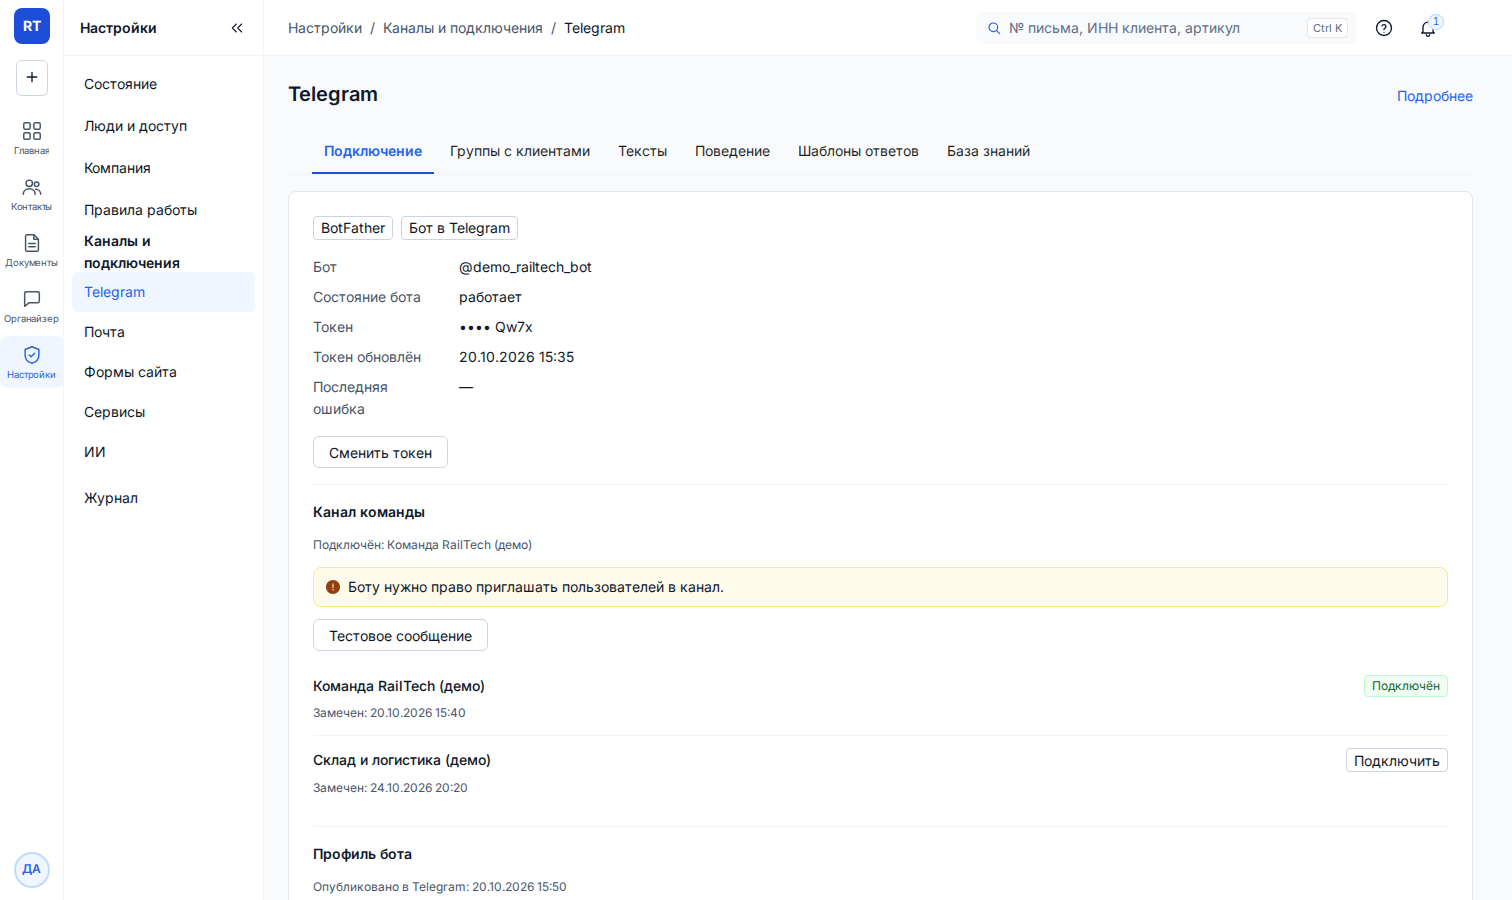 RT
Настройки
Настройки / Каналы и подключения / Telegram
№ письма, ИНН клиента, артикул
Ctrl K
1
Главная
Контакты
Документы
Органайзер
Настройки
ДА
Состояние
Люди и доступ
Компания
Правила работы
Каналы и
подключения
Telegram
Почта
Формы сайта
Сервисы
ИИ
Журнал
Telegram
Подробнее
Подключение
Группы с клиентами
Тексты
Поведение
Шаблоны ответов
База знаний
BotFather
Бот в Telegram
Бот @demo_railtech_bot
Состояние бота работает
Токен •••• Qw7x
Токен обновлён 20.10.2026 15:35
Последняя —
ошибка
Сменить токен
Канал команды
Подключён: Команда RailTech (демо)
Боту нужно право приглашать пользователей в канал.
Тестовое сообщение
Команда RailTech (демо)
Подключён
Замечен: 20.10.2026 15:40
Склад и логистика (демо)
Подключить
Замечен: 24.10.2026 20:20
Профиль бота
Опубликовано в Telegram: 20.10.2026 15:50